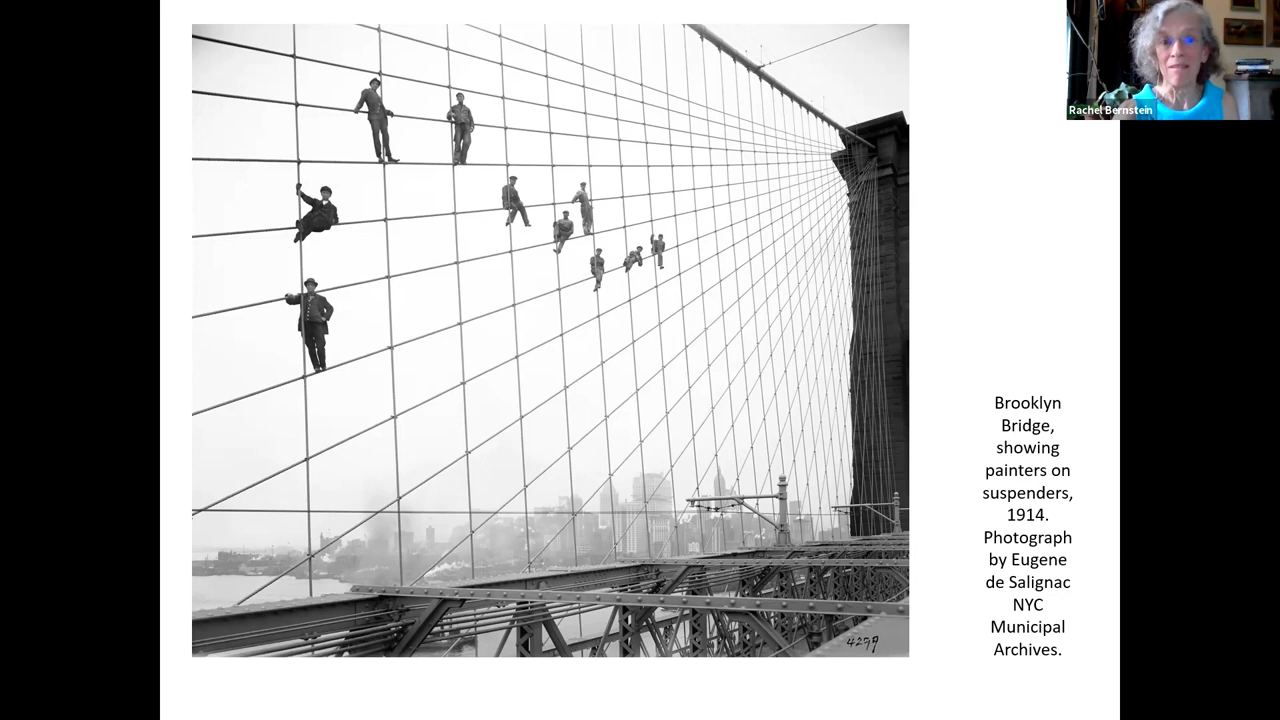 Rachel Bernstein
Brooklyn
Bridge,
showing
painters on
suspenders,
1914.
Photograph
by Eugene
de Salignac
NYC
Municipal
Archives.
4299